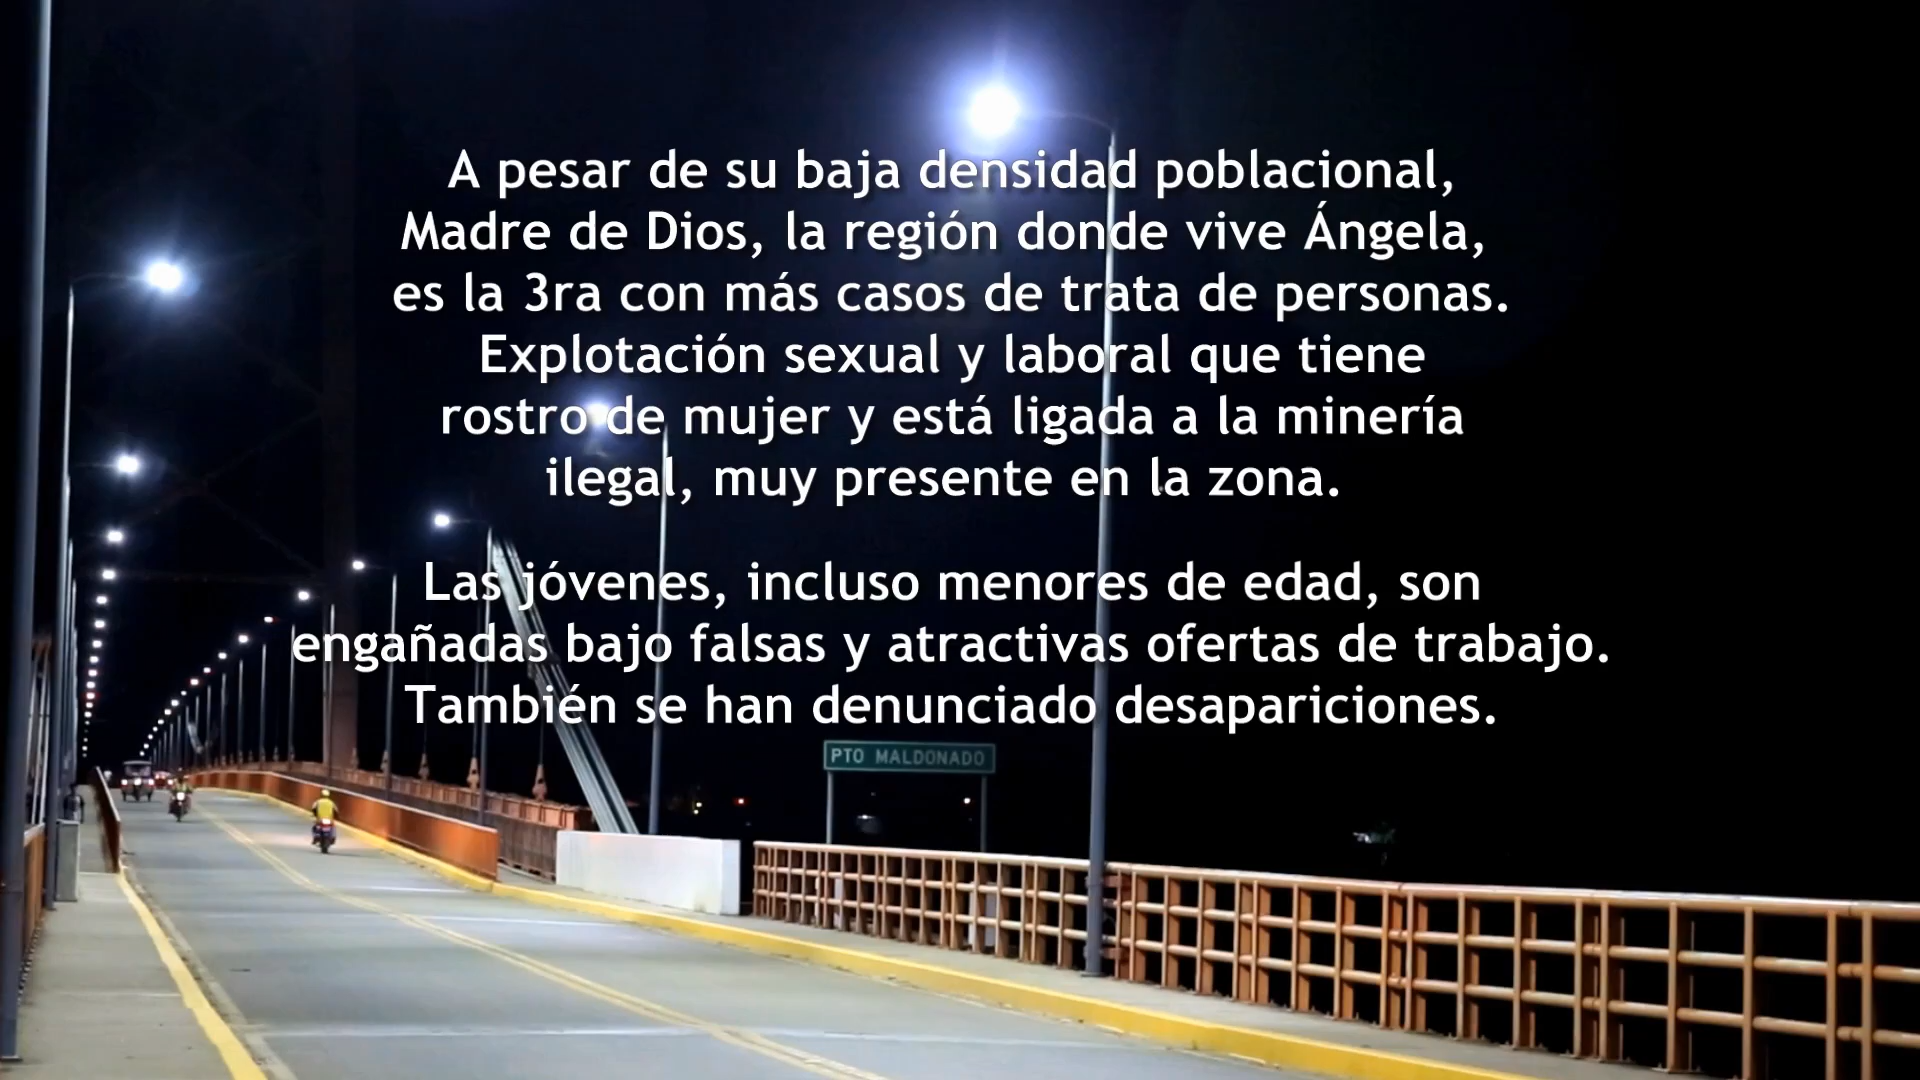 A pesar de su baja densidad poblacional,
Madre de Dios, la región donde vive Ángela,
es la 3ra con más casos de trata de personas.
Explotación sexual y laboral que tiene
rostro de mujer y está ligada a la minería
ilegal, muy presente en la zona.
Las jóvenes, incluso menores de edad, son
engañadas bajo falsas y atractivas ofertas de trabajo.
También se han denunciado desapariciones.
PTO MALDONADO